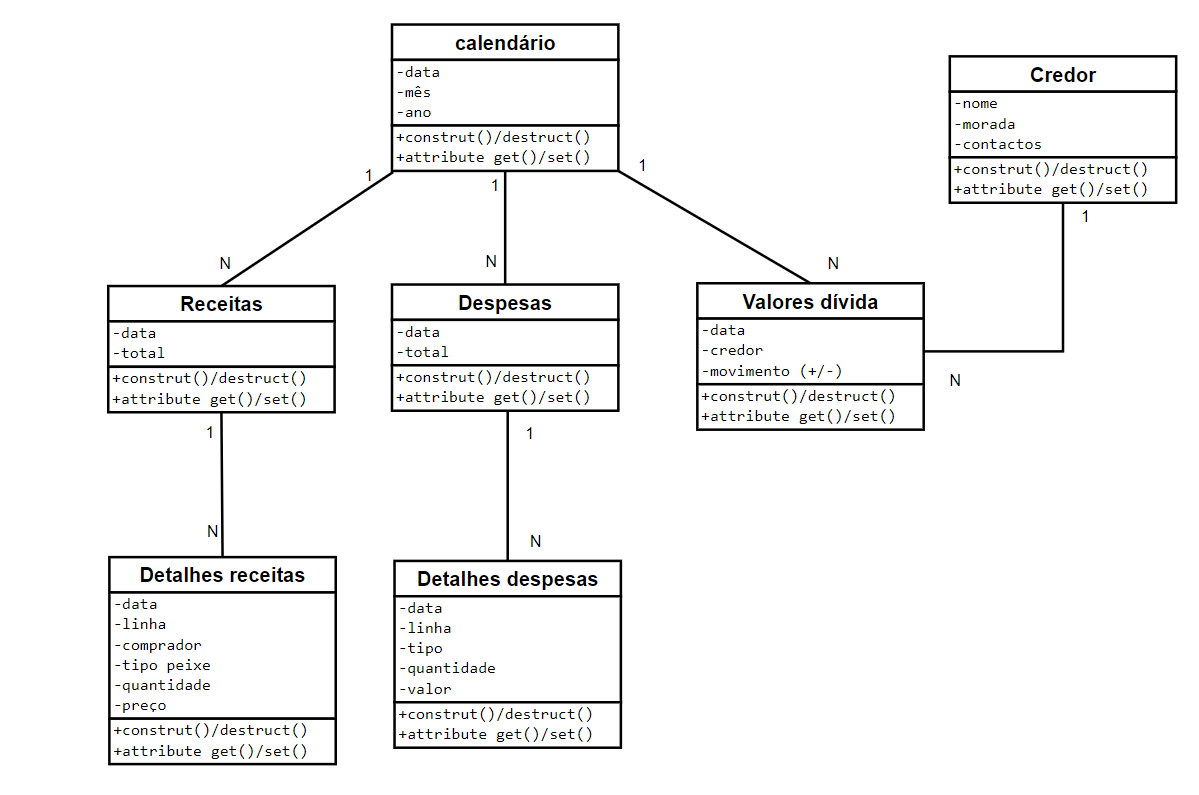 calendário
-data
-mês
-ano
+construt()/destruct()
+attribute get()/set()
Credor
-nome
-morada
-contactos
+construt()/destruct()
+attribute get()/set()
1
1
1
1
N
N
N
N
Receitas
-data
-total
+construt()/destruct()
+attribute get()/set()
Despesas
-data
-total
+construt()/destruct()
+attribute get()/set()
Valores dívida
-data
-credor
-movimento (+/-)
+construt()/destruct()
+attribute get()/set()
1
N
1
N
Detalhes receitas
-data
-linha
-comprador
-tipo peixe
-quantidade
-preço
+construt()/destruct()
+attribute get()/set()
Detalhes despesas
-data
-linha
-tipo
-quantidade
-valor
+construt()/destruct()
+attribute get()/set()